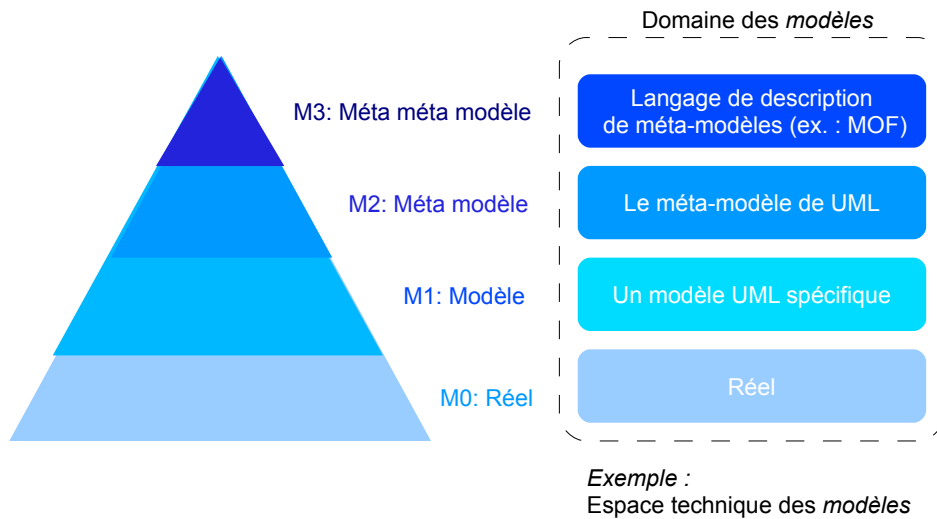 Domaine des modèles
M3: Méta méta modèle
Langage de description
de méta-modèles (ex. : MOF)
M2: Méta modèle
Le méta-modèle de UML
M1: Modèle
Un modèle UML spécifique
M0: Réel
Réel
Exemple :
Espace technique des modèles